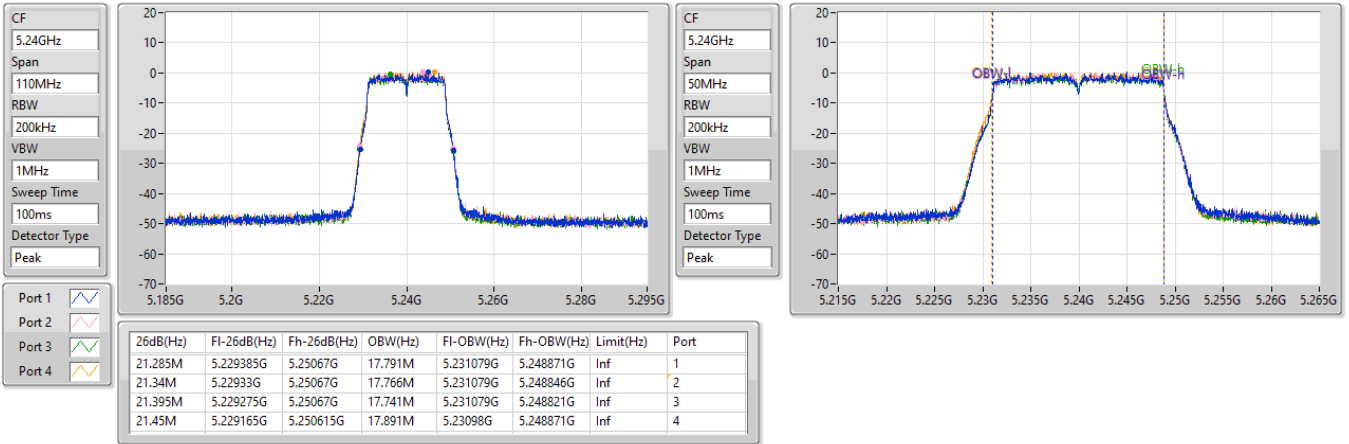 CF
5.24GHz
Span
110MHz
RBW
200kHz
VBW
1MHz
Sweep Time
100ms
Detector Type
Peak
20
10
0
-10
-20
-30
-40
-50
-60
-70
5.185G 5.2G 5.22G 5.24G 5.26G 5.28G 5.295G
CF
5.24GHz
Span
50MHz
RBW
200kHz
VBW
1MHz
Sweep Time
100ms
Detector Type
Peak
20
10
0
-10
-20
-30
-40
-50
-60
-70
OBW-l
OBW-h
OBW-h
5.215G 5.22G 5.225G 5.23G 5.235G 5.24G 5.245G 5.25G 5.255G 5.26G 5.265G
Port 1
Port 2
Port 3
Port 4
26dB(Hz) Fl-26dB(Hz) Fh-26dB(Hz) OBW(Hz) Fl-OBW(Hz) Fh-OBW(Hz) Limit(Hz) Port
21.285M 5.229385G 5.25067G 17.791M 5.231079G 5.248871G Inf 1
21.34M 5.22933G 5.25067G 17.766M 5.231079G 5.248846G Inf 2
21.395M 5.229275G 5.25067G 17.741M 5.231079G 5.248821G Inf 3
21.45M 5.229165G 5.250615G 17.891M 5.23098G 5.248871G Inf 4